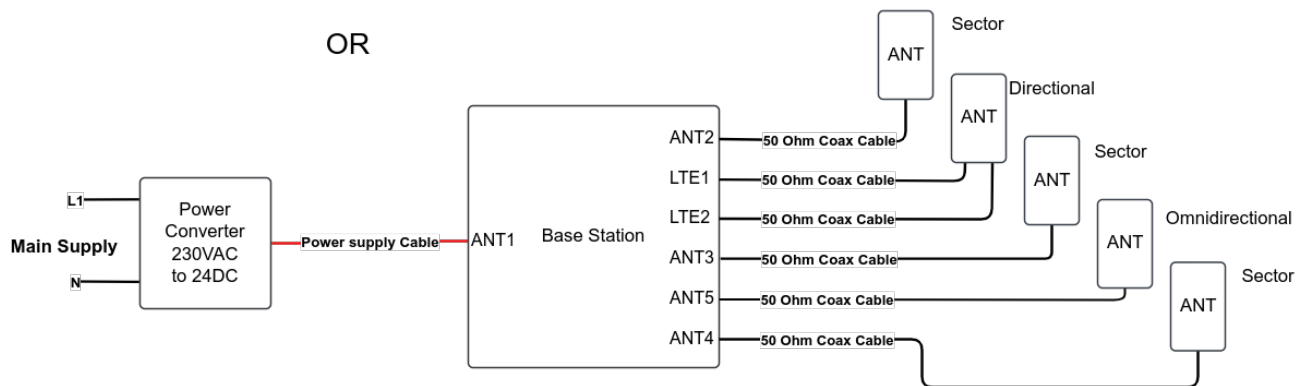 OR
Sector
ANT
Directional
ANT
Sector
ANT
Omnidirectional
ANT
Sector
ANT
ANT2
50 Ohm Coax Cable
LTE1
50 Ohm Coax Cable
LTE2
50 Ohm Coax Cable
ANT3
50 Ohm Coax Cable
ANT5
50 Ohm Coax Cable
ANT4
50 Ohm Coax Cable
Base Station
ANT1
Power supply Cable
L1
Main Supply
N
Power
Converter
230VAC
to 24DC